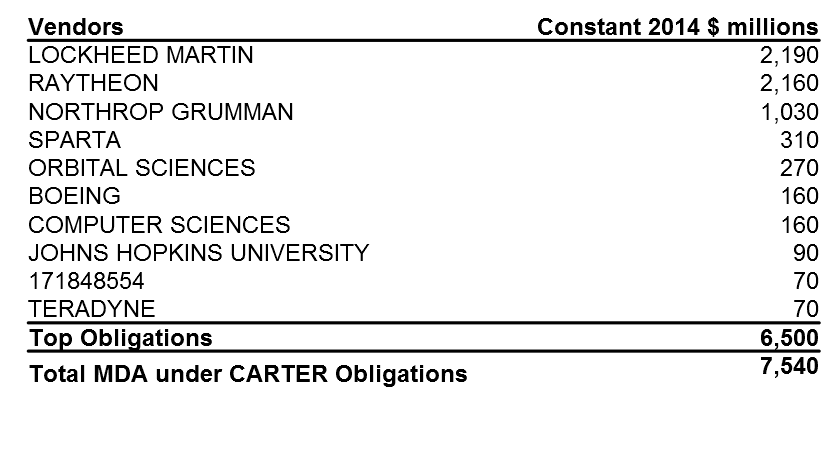 Vendors Constant 2014 $ millions
LOCKHEED MARTIN 2,190
RAYTHEON 2,160
NORTHROP GRUMMAN 1,030
SPARTA 310
ORBITAL SCIENCES 270
BOEING 160
COMPUTER SCIENCES 160
JOHNS HOPKINS UNIVERSITY 90
171848554 70
TERADYNE 70
Top Obligations 6,500
Total MDA under CARTER Obligations 7,540